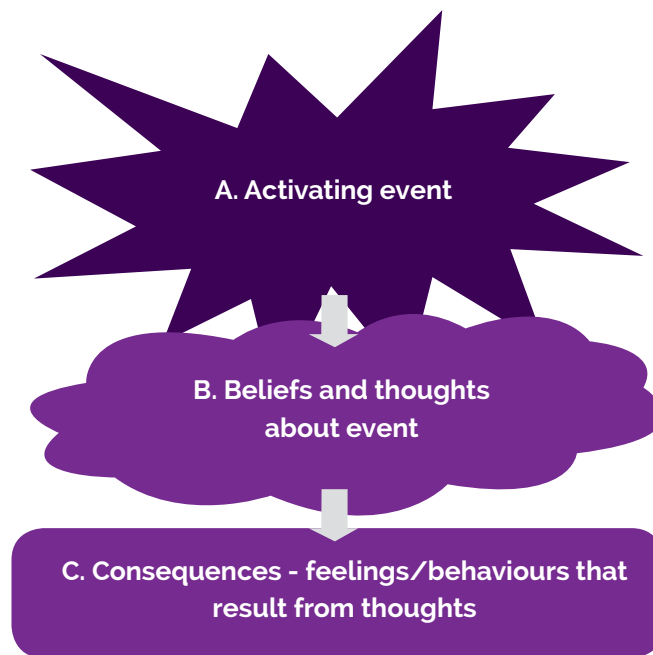 A. Activating event
B. Beliefs and thoughts
about event
C. Consequences - feelings/behaviours that
result from thoughts